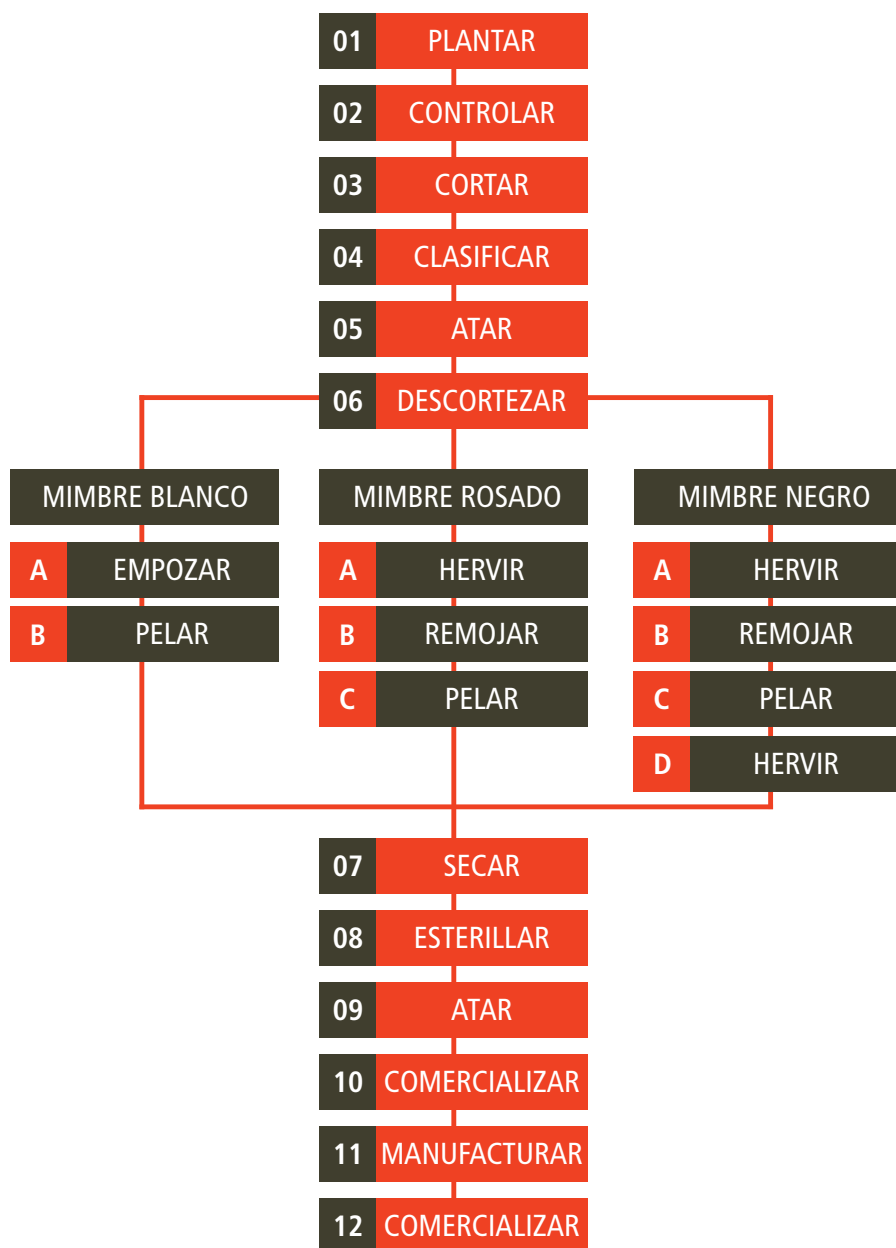 01 PLANTAR
02 CONTROLAR
03 CORTAR
04 CLASIFICAR
05 ATAR
06 DESCORTEZAR
MIMBRE BLANCO
A EMPOZAR
B PELAR
MIMBRE ROSADO
A HERVIR
B REMOJAR
C PELAR
MIMBRE NEGRO
A HERVIR
B REMOJAR
C PELAR
D HERVIR
07 SECAR
08 ESTERILLAR
09 ATAR
10 COMERCIALIZAR
11 MANUFACTURAR
12 COMERCIALIZAR